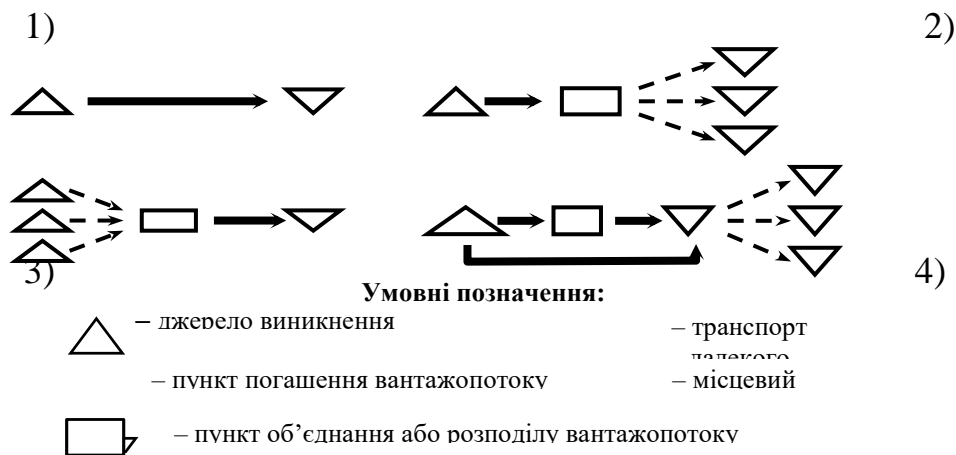 1) 2)
3) 4)
Умовні позначення:
– джерело виникнення – транспорт
далекого
– пункт погашення вантажопотоку – місцевий
– пункт об’єднання або розподілу вантажопотоку